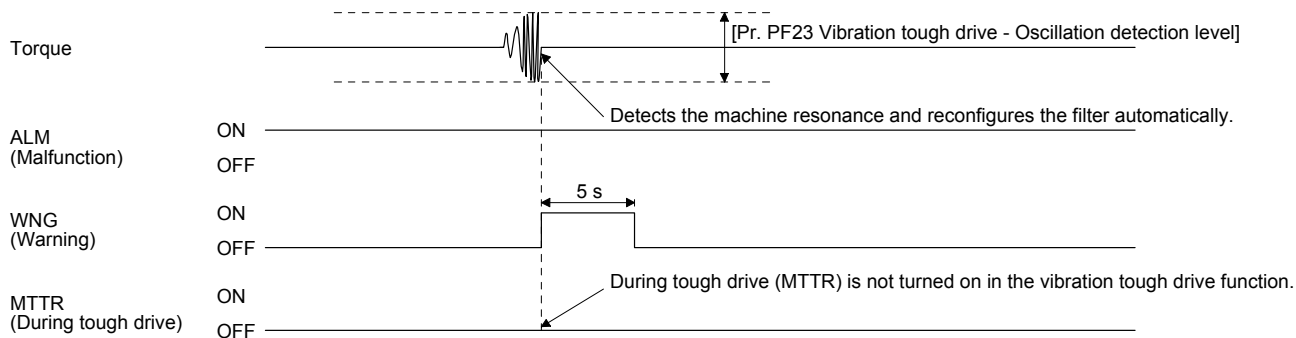 [Pr. PF23 Vibration tough drive - Oscillation detection level]
Torque
Detects the machine resonance and reconfigures the filter automatically.
ALM
(Malfunction)
ON
OFF
5 s
WNG
(Warning)
ON
OFF
During tough drive (MTTR) is not turned on in the vibration tough drive function.
MTTR
(During tough drive)
ON
OFF